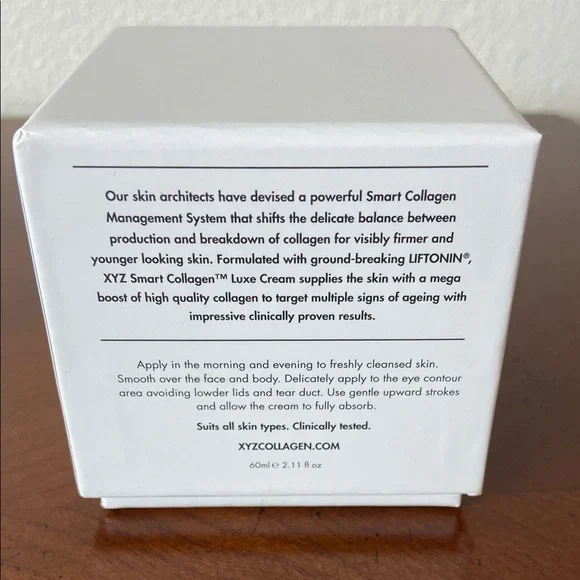 Our skin architects have devised a powerful Smart Collagen
Management System that shifts the delicate balance between
production and breakdown of collagen for visibly firmer and
younger looking skin. Formulated with ground-breaking LIFTONIN®,
XYZ Smart Collagen™ Luxe Cream supplies the skin with a mega
boost of high quality collagen to target multiple signs of ageing with
impressive clinically proven results.
Apply in the morning and evening to freshly cleansed skin.
Smooth over the face and body. Delicately apply to the eye contour
area avoiding lowder lids and tear duct. Use gentle upward strokes
and allow the cream to fully absorb.
Suits all skin types. Clinically tested.
XYZCOLLAGEN.COM
60ml ℮ 2.11 fl oz